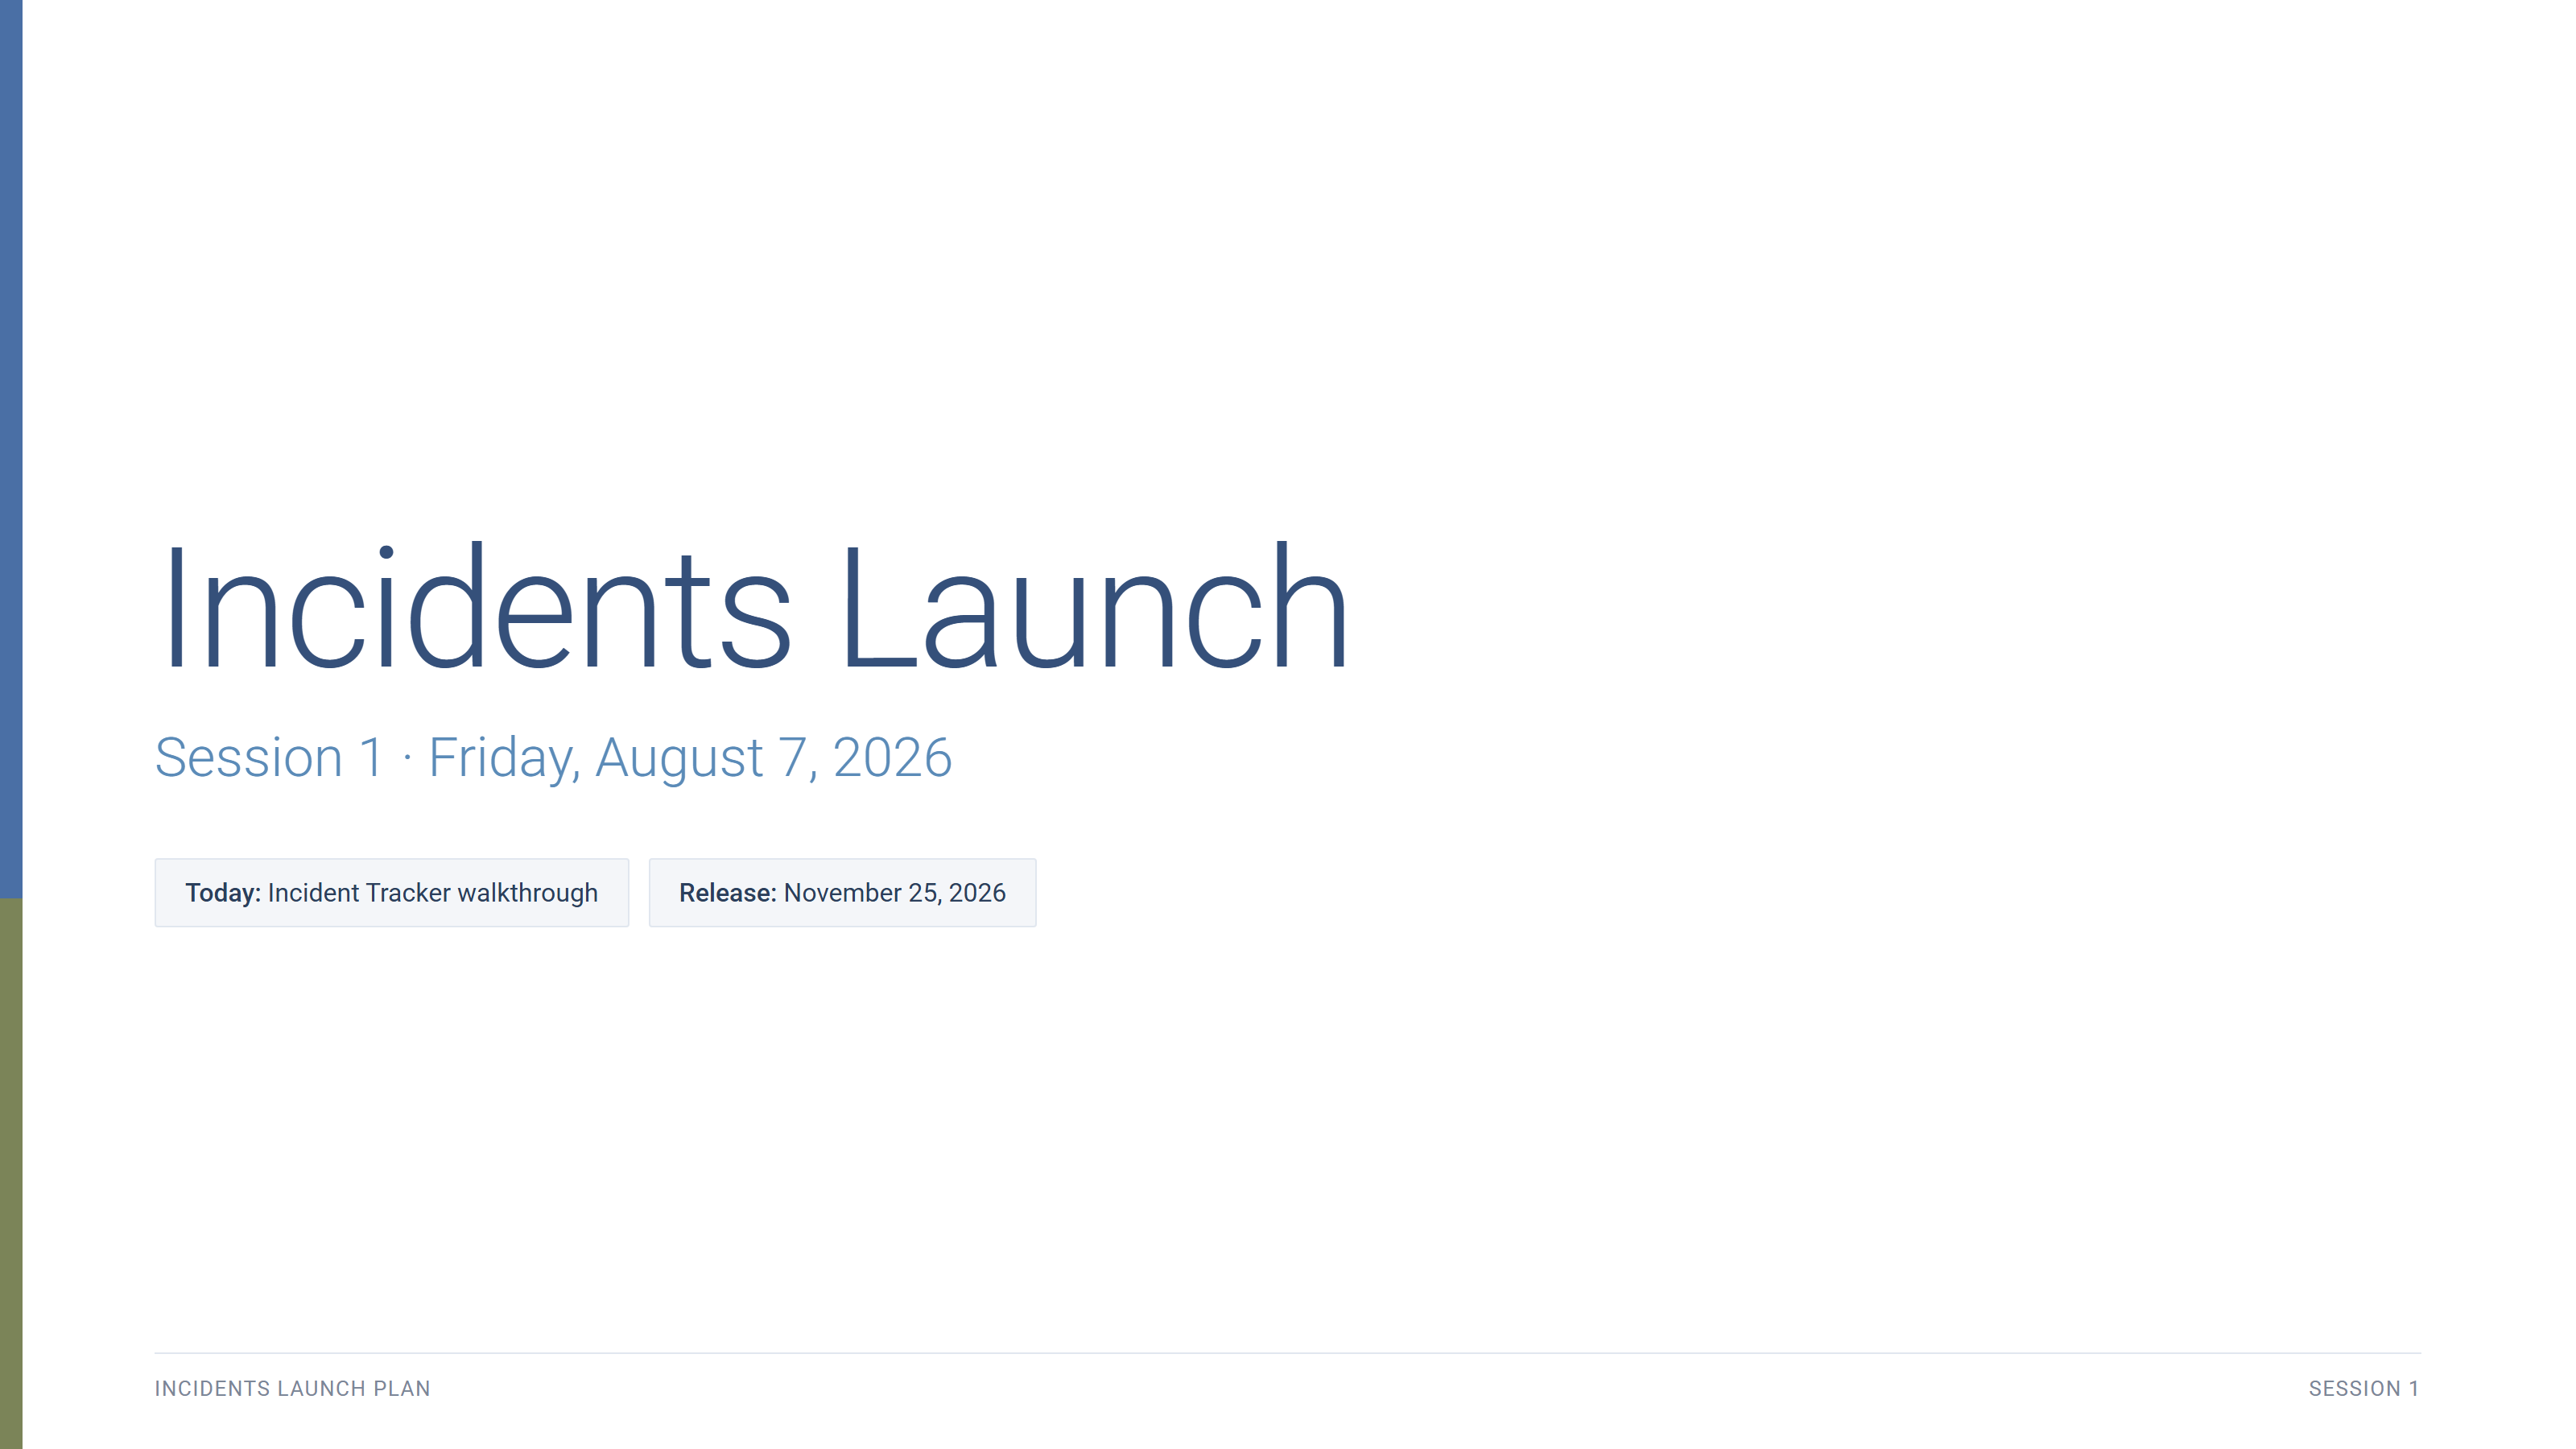 Incidents Launch
Session 1 · Friday, August 7, 2026
Today: Incident Tracker walkthrough
Release: November 25, 2026
INCIDENTS LAUNCH PLAN
SESSION 1